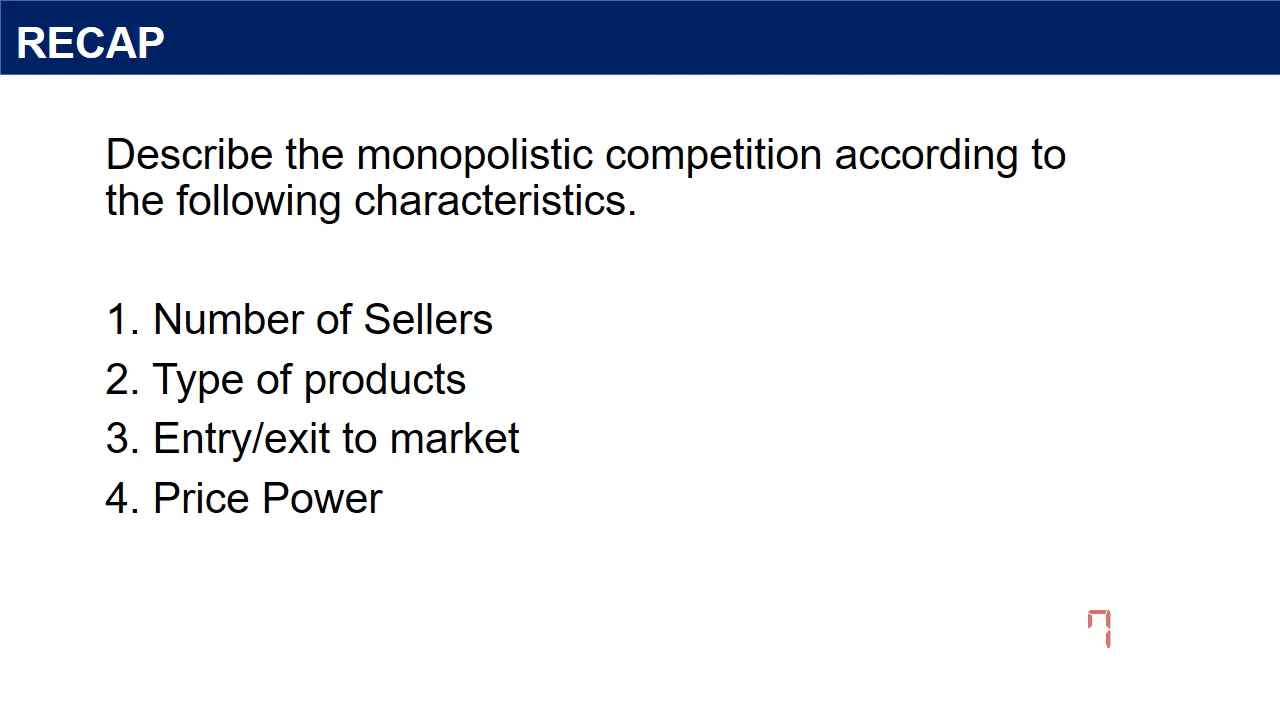 RECAP
Describe the monopolistic competition according to
the following characteristics.
1. Number of Sellers
2. Type of products
3. Entry/exit to market
4. Price Power
7